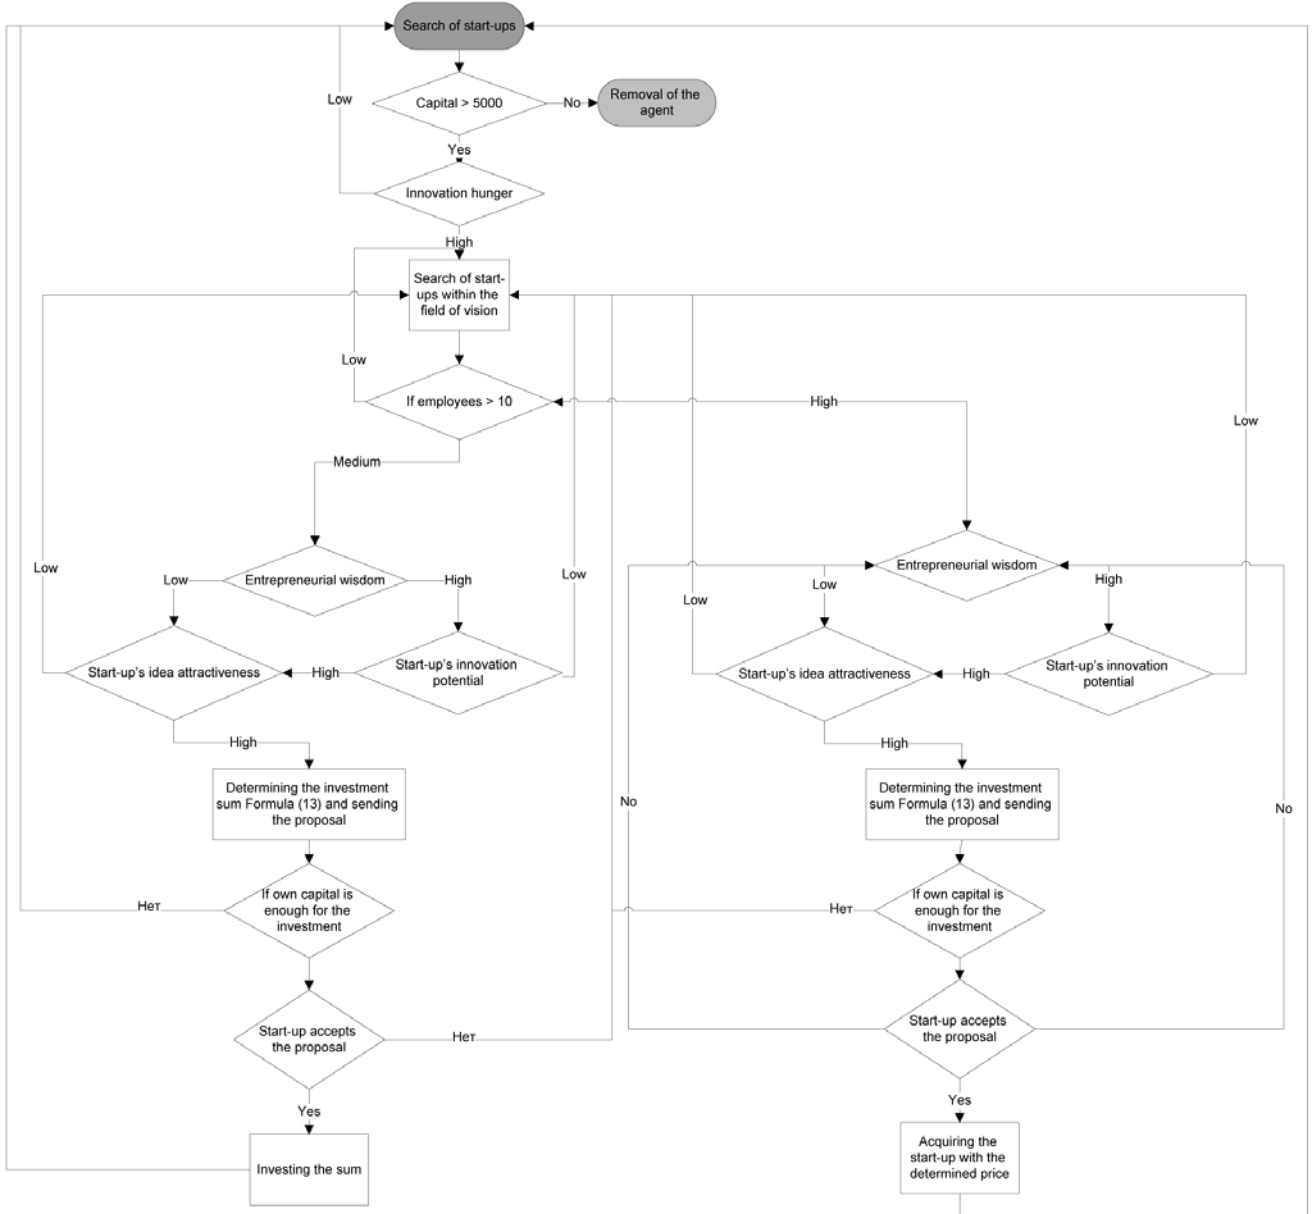 Search of start-ups
Low
Capital > 5000
No
Removal of the
agent
Yes
Innovation hunger
High
Search of start-
ups within the
field of vision
Low
If employees > 10
High
Low
Medium
Low
Entrepreneurial wisdom
Low
High
Low
Entrepreneurial wisdom
Low
High
Low
Start-up's idea attractiveness
High
Start-up's innovation
potential
Start-up's idea attractiveness
High
Start-up's innovation
potential
High
High
Determining the investment
sum Formula (13) and sending
the proposal
Determining the investment
sum Formula (13) and sending
the proposal
No
No
If own capital is
enough for the
investment
Нет
If own capital is
enough for the
investment
Нет
Start-up accepts
the proposal
Нет
Start-up accepts
the proposal
Yes
Yes
Investing the sum
Acquiring the
start-up with the
determined price